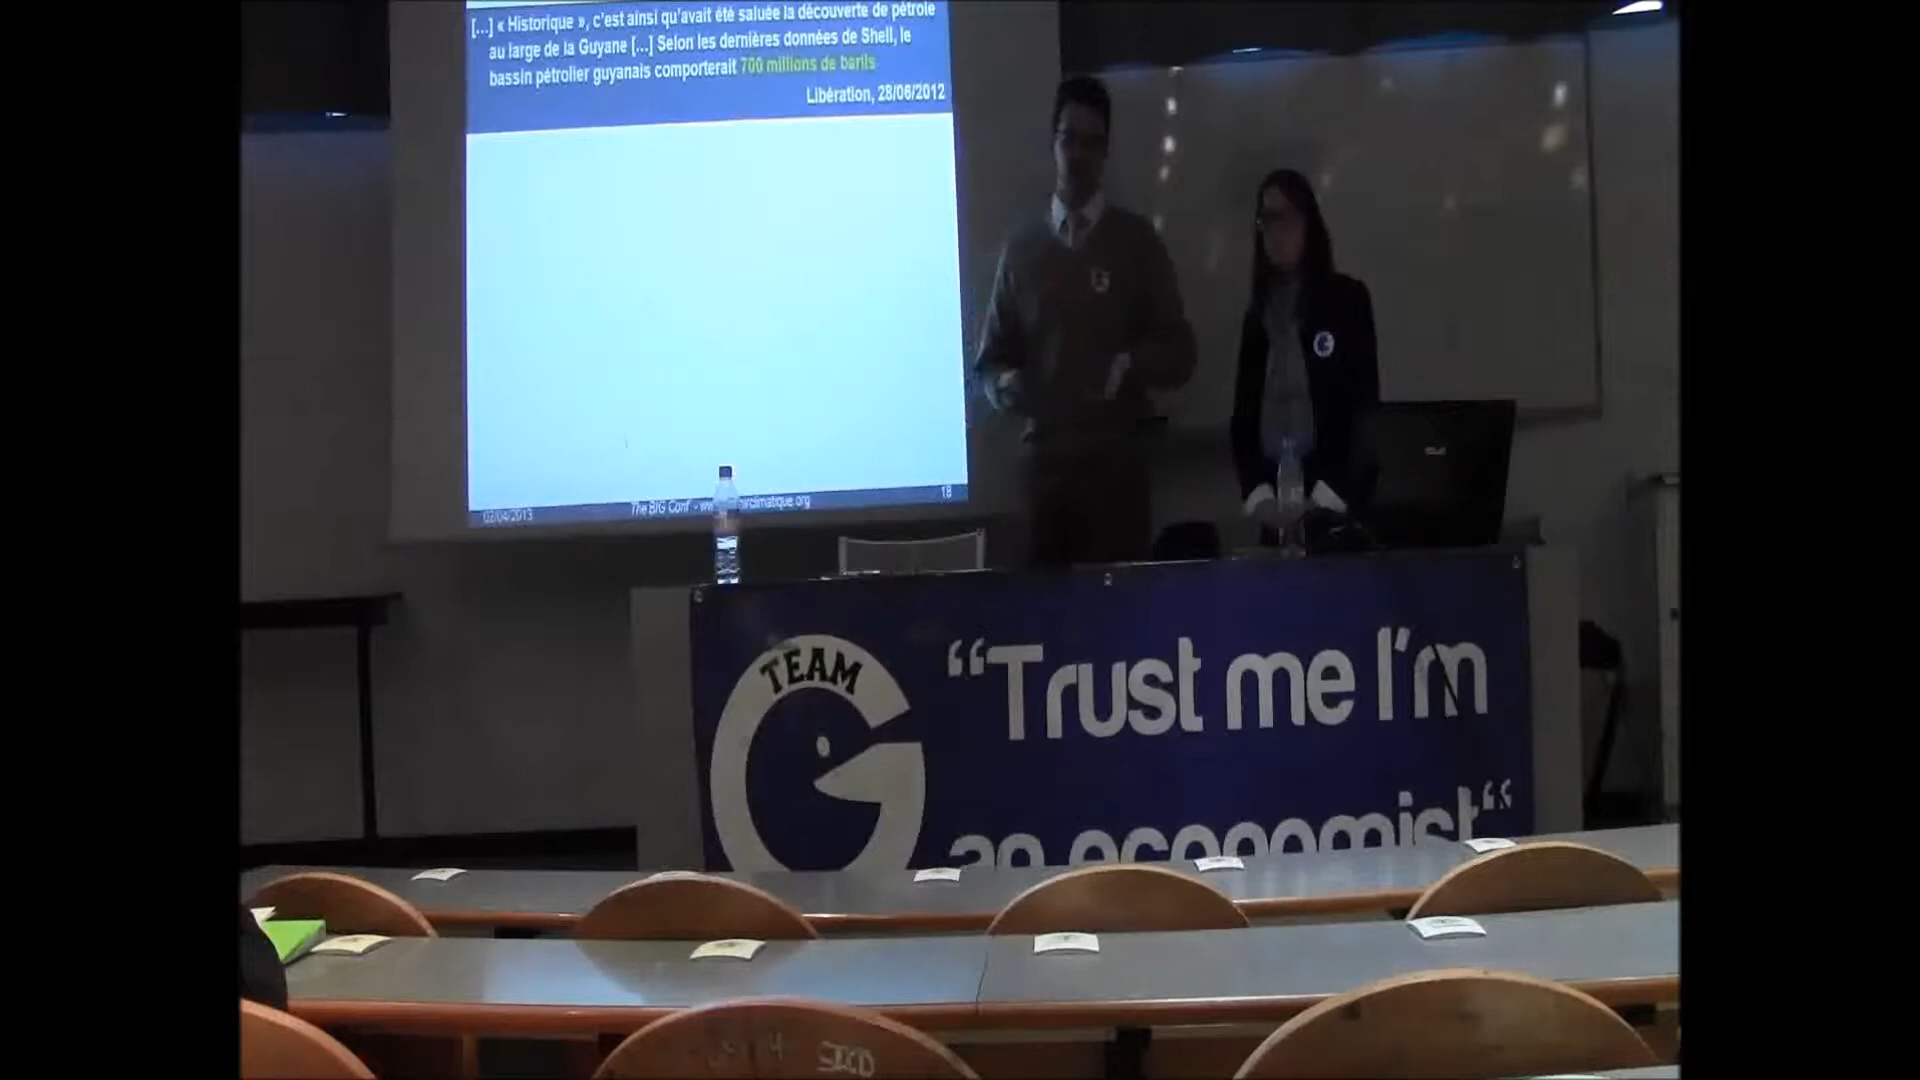 [...] « Historique », c'est ainsi qu'avait été saluée la découverte de pétrole
au large de la Guyane [...] Selon les dernières données de Shell, le
bassin pétrolier guyanais comporterait 700 millions de barils
Libération, 28/06/2012
02/04/2013
The BIG Conf' - 
18
TEAM
G
“Trust me I'm
an economist“